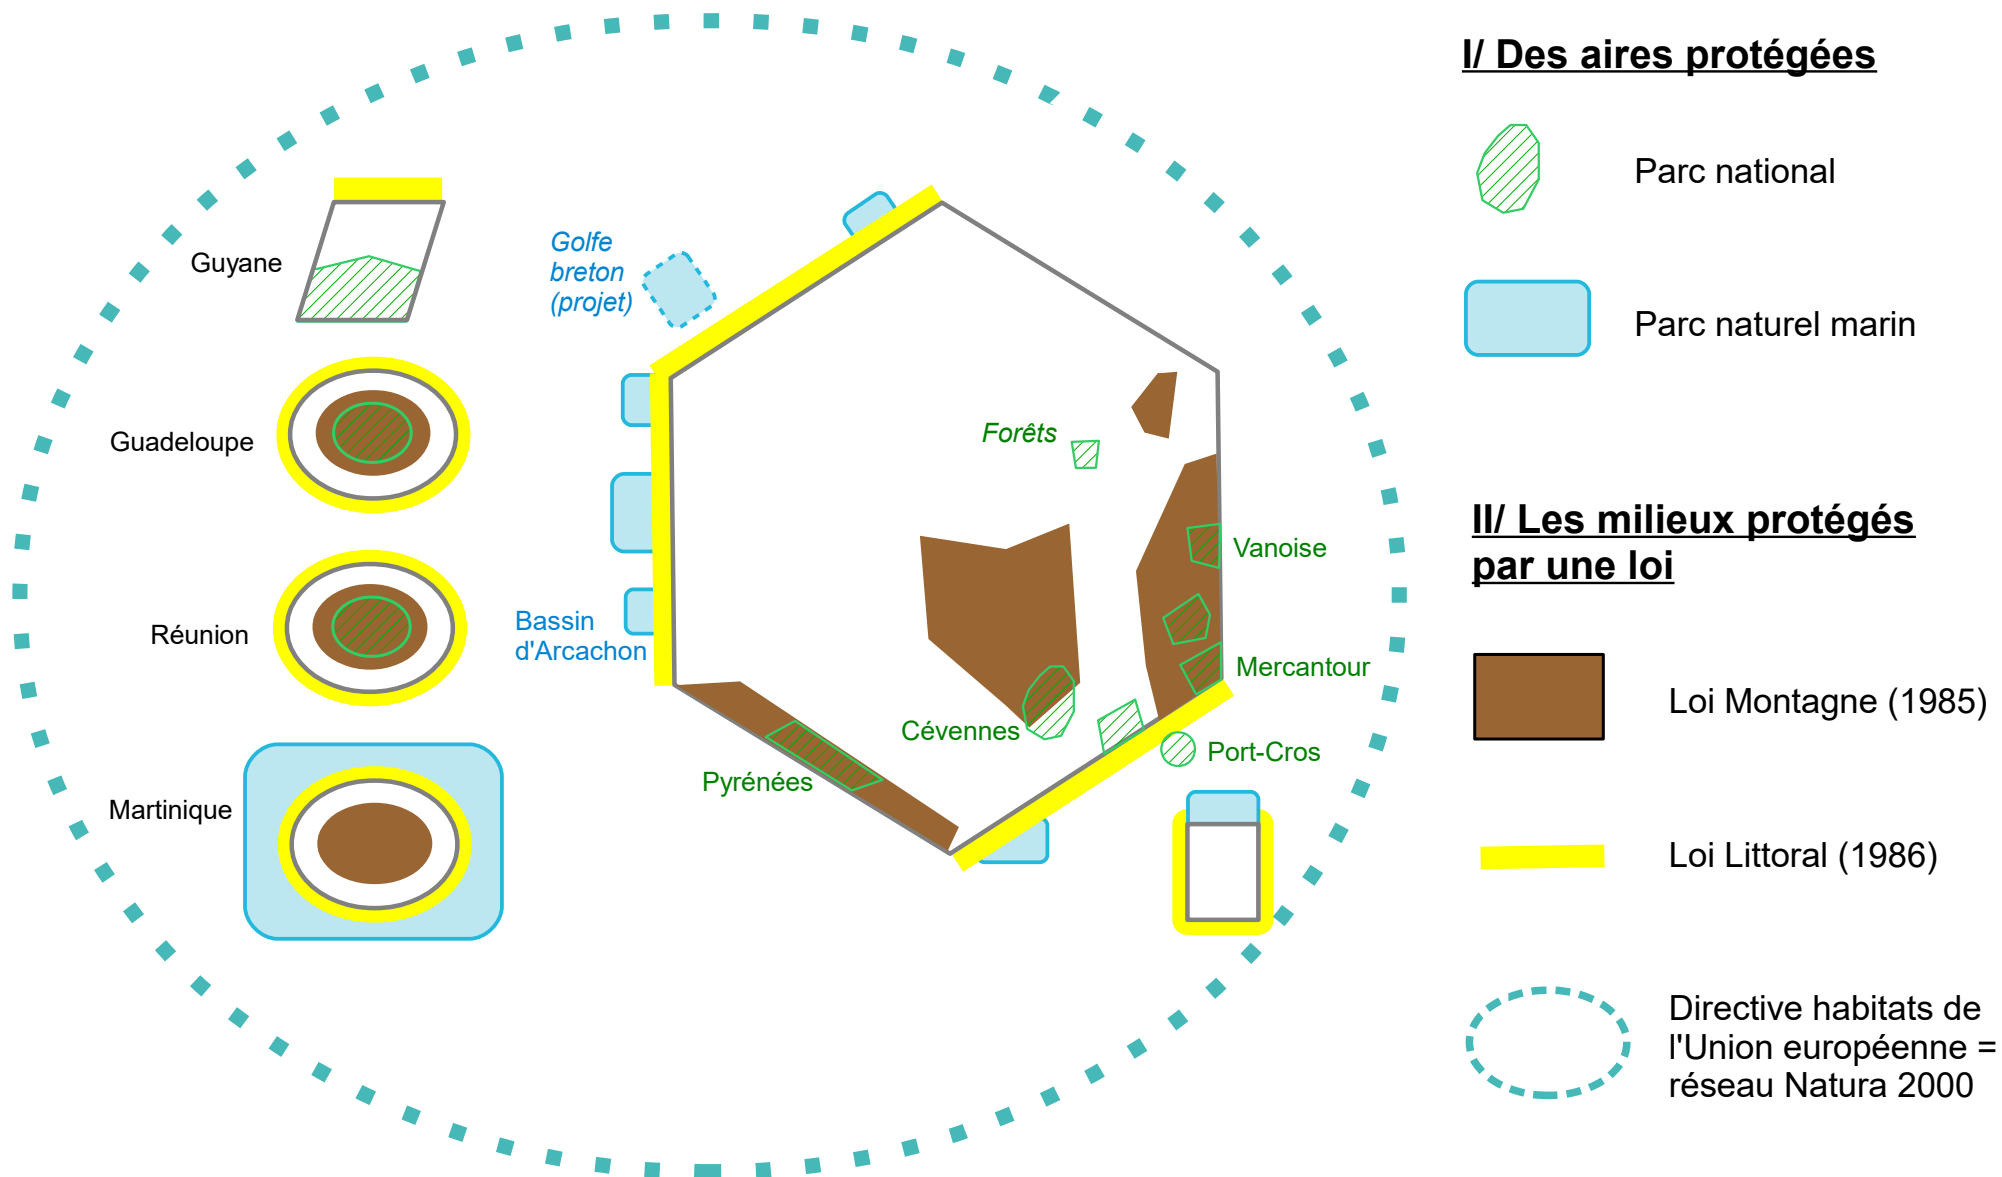 Guyane
Guadeloupe
Réunion
Martinique
Golfe
breton
(projet)
Bassin
d'Arcachon
Forêts
Vanoise
Mercantour
Cévennes
Port-Cros
Pyrénées
I/ Des aires protégées
Parc national
Parc naturel marin
II/ Les milieux protégés
par une loi
Loi Montagne (1985)
Loi Littoral (1986)
Directive habitats de
l'Union européenne =
réseau Natura 2000